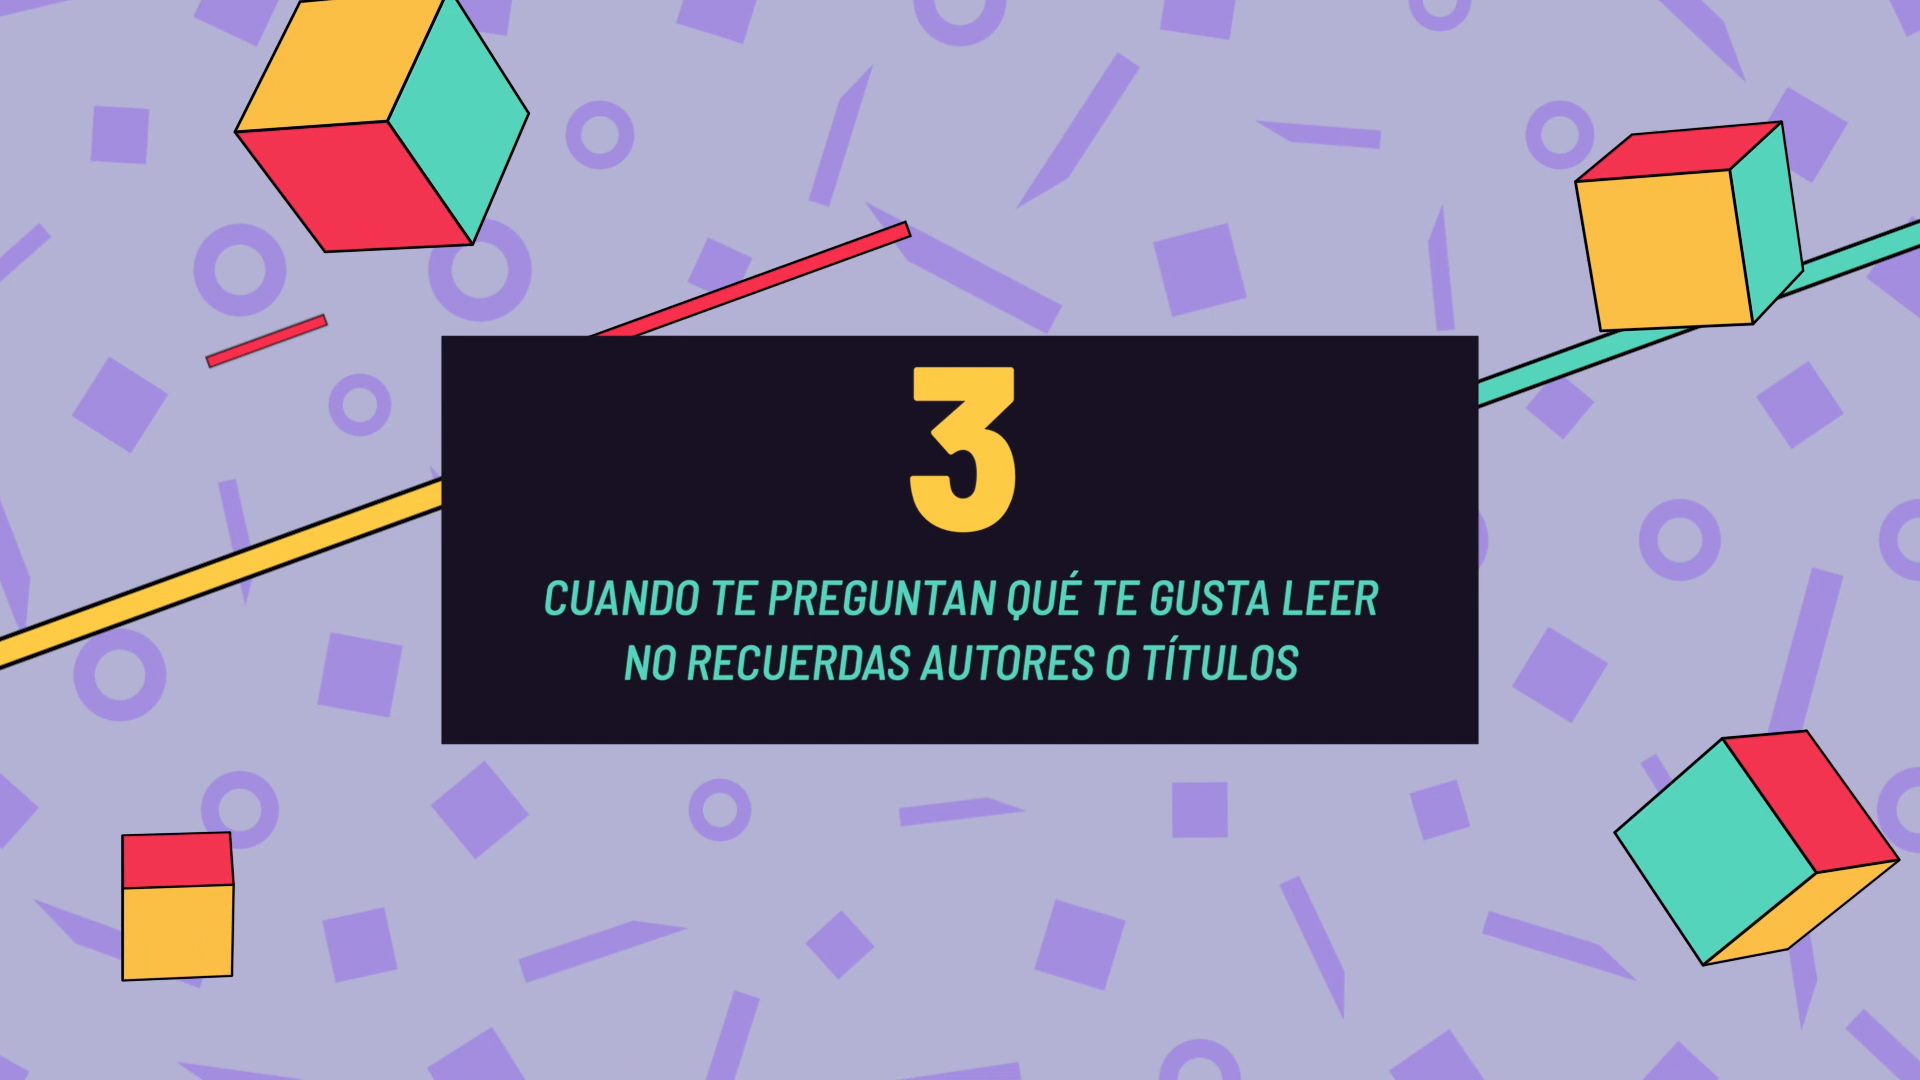 3
CUANDO TE PREGUNTAN QUÉ TE GUSTA LEER
NO RECUERDAS AUTORES O TÍTULOS